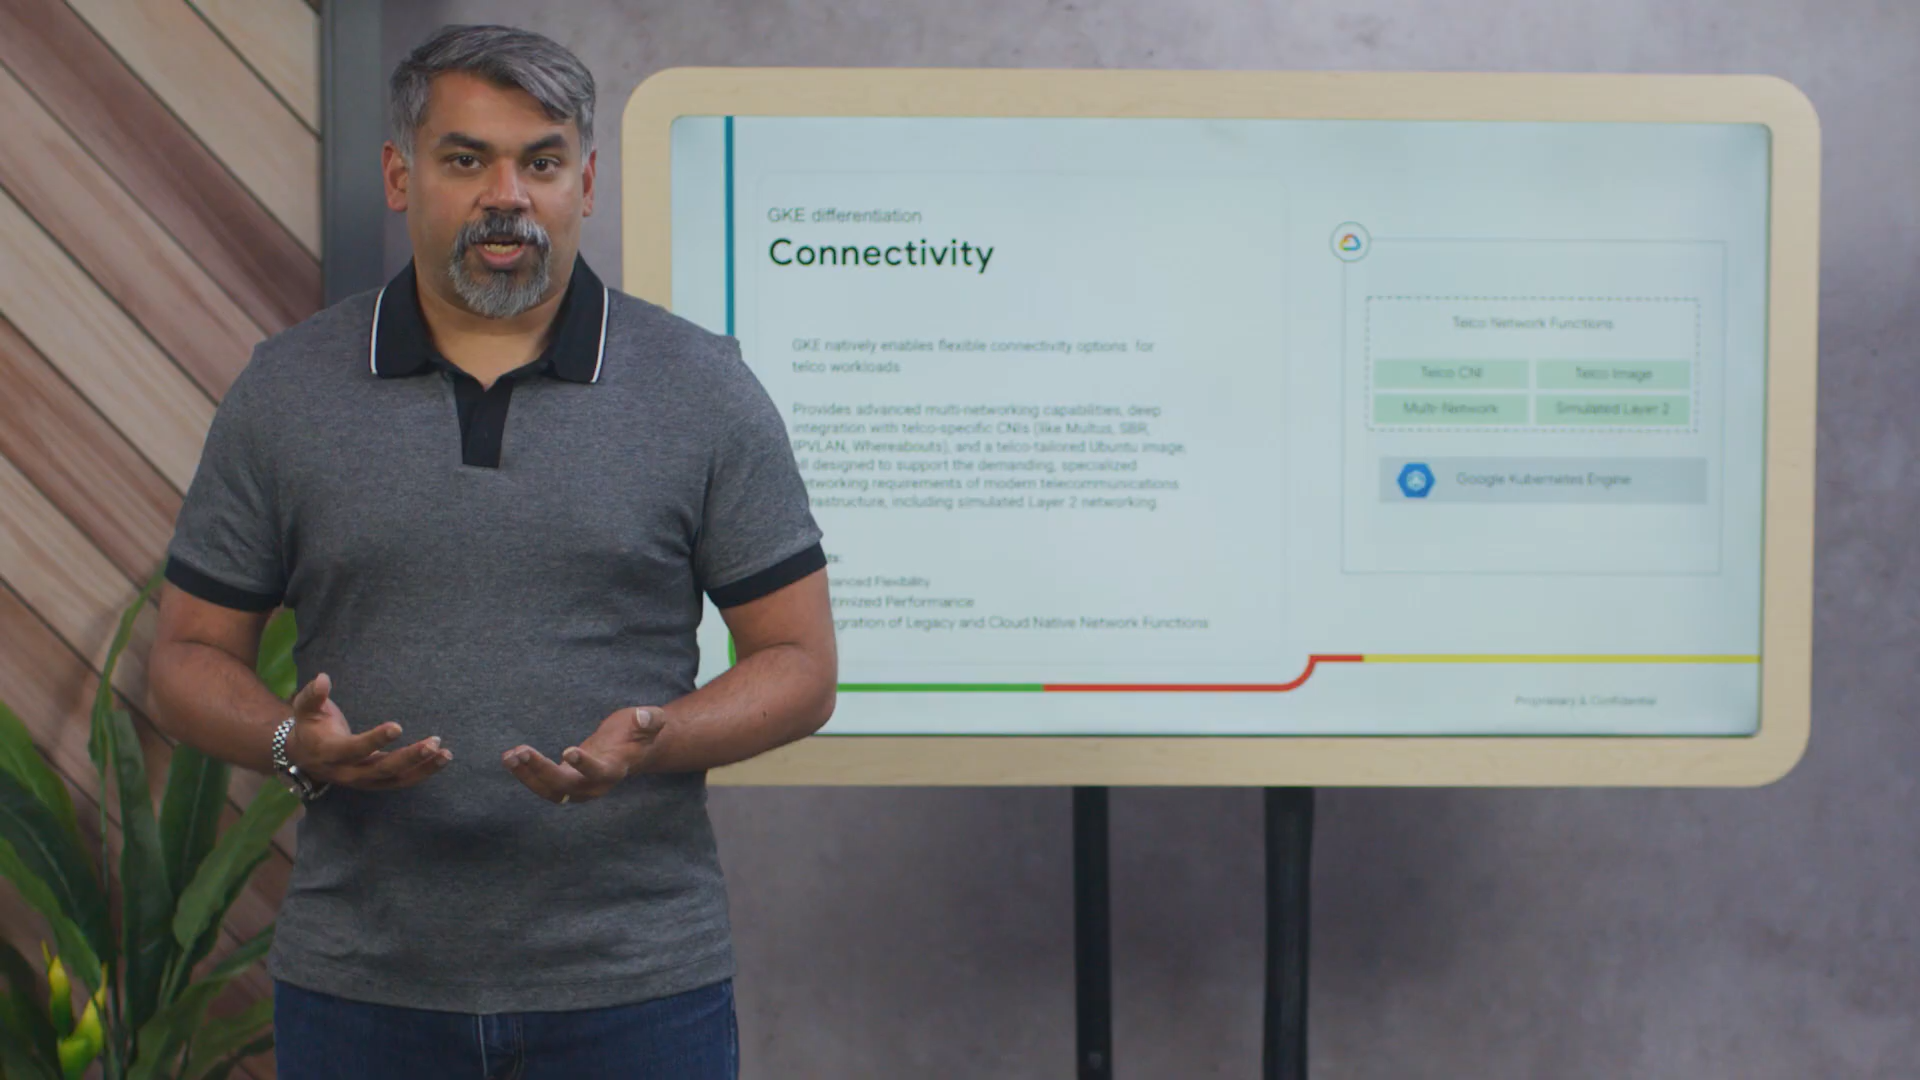 GKE differentiation
Connectivity
GKE natively enables flexible connectivity options for
telco workloads
Provides advanced multi-networking capabilities, deep
integration with telco-specific CNIs (like Multus, SBR,
IPVLAN, Whereabouts), and a telco-tailored Ubuntu image,
designed to support the demanding, specialized
requirements of modern telecommunications
including simulated Layer 2 networking.
Flexibility
Performance
of Legacy and Cloud Native Network Functions
Telco Network Functions
Telco CNI
Telco Image
Multi-Network
Simulated Layer 2
Google Kubernetes Engine
Proprietary & Confidential